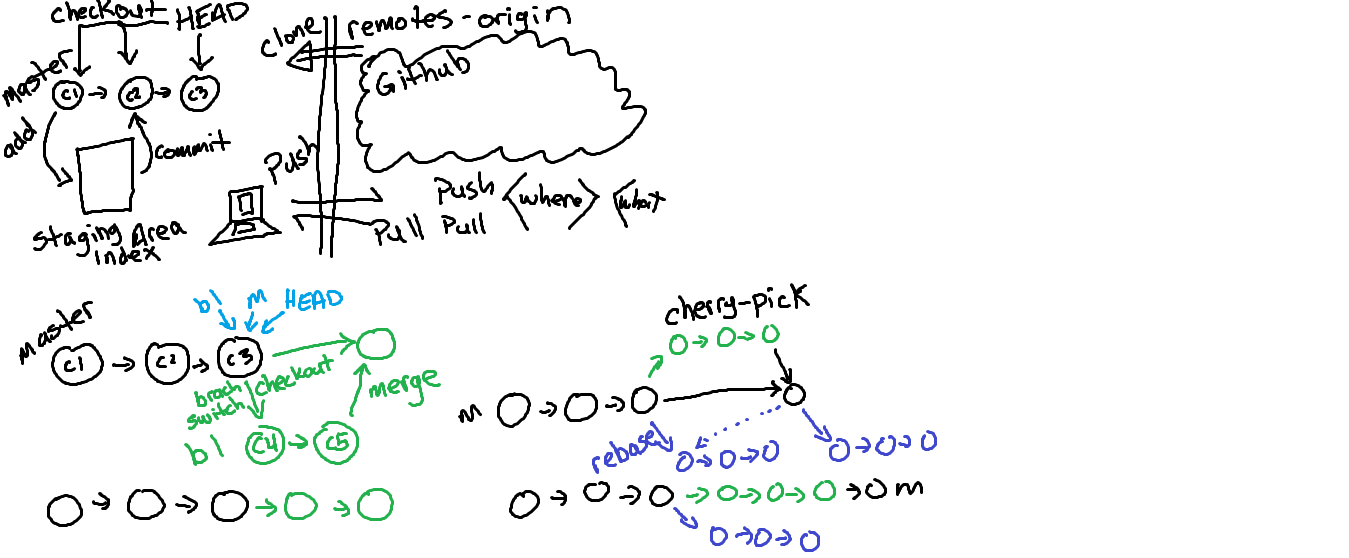 checkout HEAD
clone
remotes-origin
Github
master
C1 C2 C3
add
commit
Staging Area
index
Push
Push <where> <what
Pull Pull
b1 m HEAD
master
C1 C2 C3
brach
switch
checkout
merge
b1 C4 C5
cherry-pick
m
rebase
m